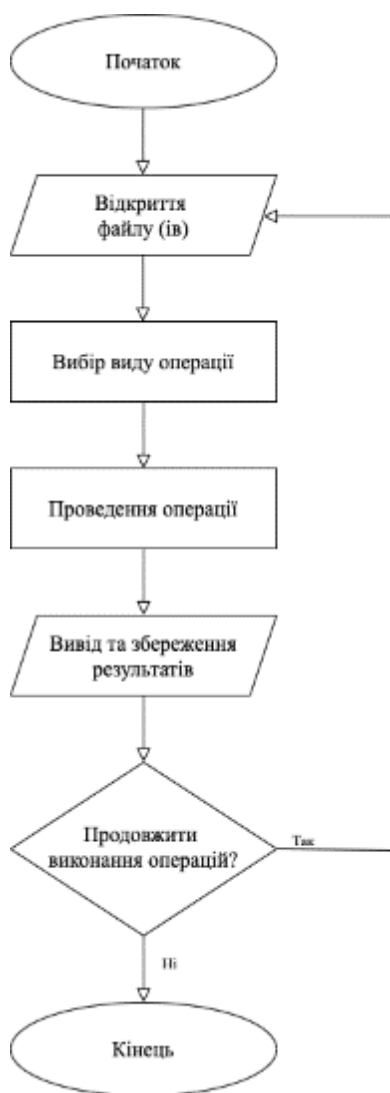 Початок
Відкриття
файлу (ів)
Вибір виду операції
Проведення операції
Вивід та збереження
результатів
Продовжити
виконання операцій?
Так
Ні
Кінець